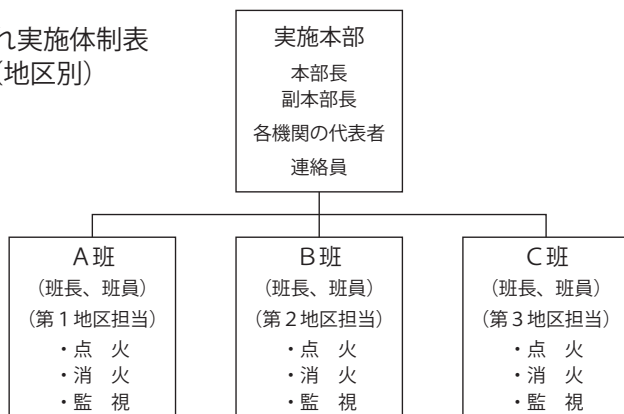 れ実施体制表
（地区別）
実施本部
本部長
副本部長
各機関の代表者
連絡員
A班
（班長、班員）
（第1地区担当）
・点　火
・消　火
・監　視
B班
（班長、班員）
（第2地区担当）
・点　火
・消　火
・監　視
C班
（班長、班員）
（第3地区担当）
・点　火
・消　火
・監　視